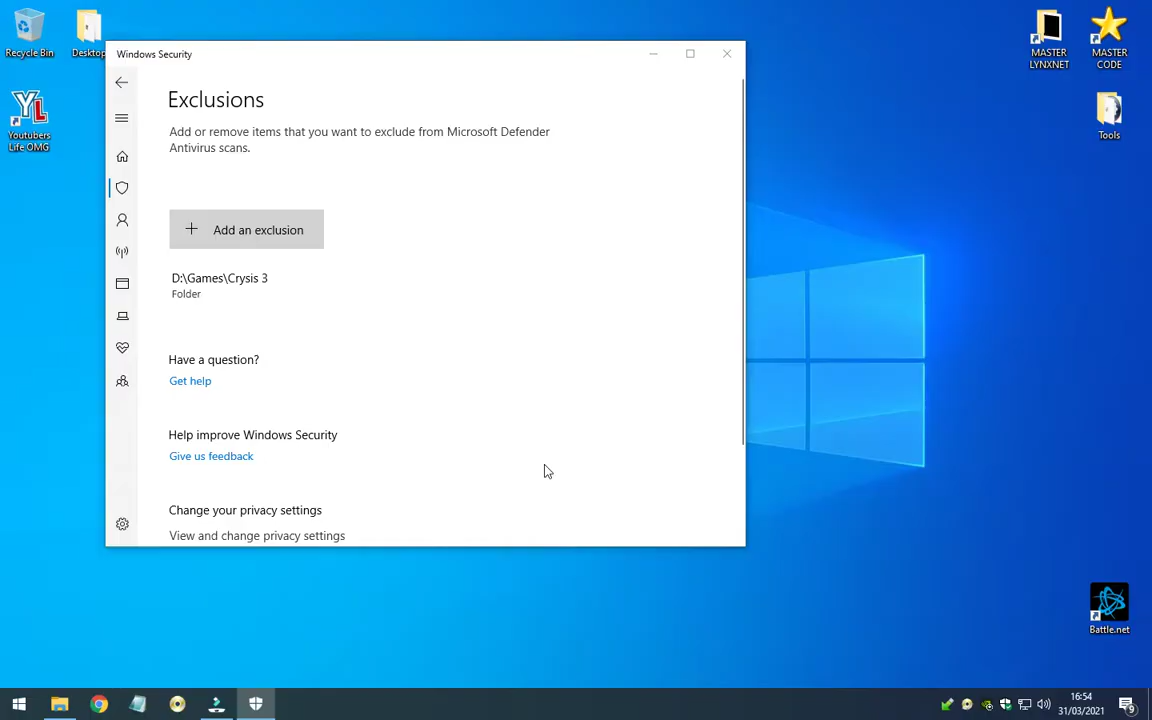 Recycle Bin
Desktop
Youtubers
Life OMG
Windows Security
Exclusions
Add or remove items that you want to exclude from Microsoft Defender
Antivirus scans.
Add an exclusion
D:\Games\Crysis 3
Folder
Have a question?
Get help
Help improve Windows Security
Give us feedback
Change your privacy settings
View and change privacy settings
MASTER
LYNXNET
MASTER
CODE
Tools
Battle.net
16:54
31/03/2021
9